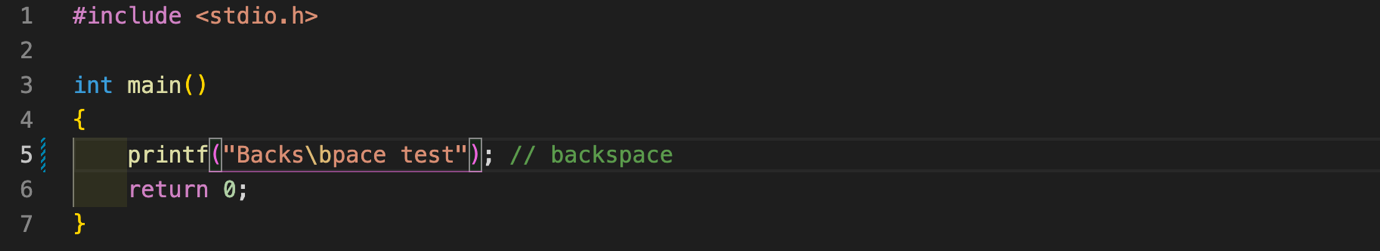 1 #include <stdio.h>
2
3 int main()
4 {
5     printf("Backs\bpace test"); // backspace
6     return 0;
7 }